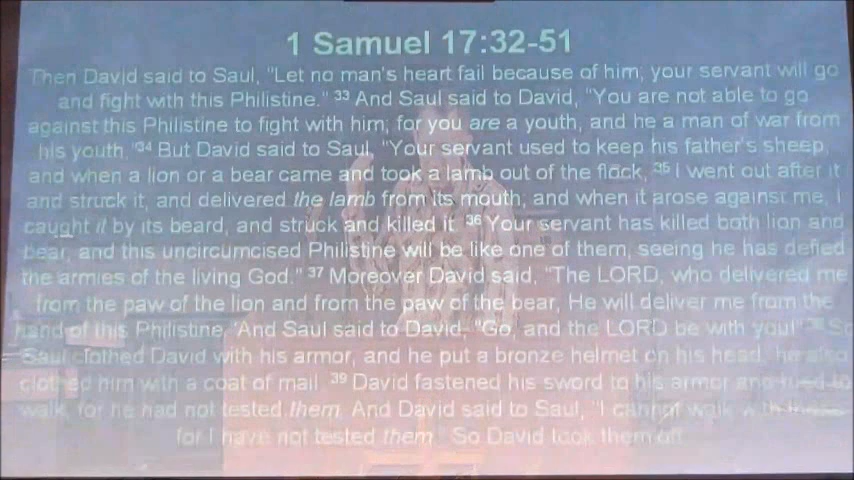 1 Samuel 17:32-51
Then David said to Saul, "Let no man's heart fail because of him; your servant will go
and fight with this Philistine." 33 And Saul said to David, "You are not able to go
against this Philistine to fight with him; for you are a youth, and he a man of war from
his youth." 34 But David said to Saul, "Your servant used to keep his father's sheep,
and when a lion or a bear came and took a lamb out of the flock, 35 I went out after it
and struck it, and delivered the lamb from its mouth; and when it arose against me, I
caught it by its beard, and struck and killed it. 36 Your servant has killed both lion and
bear; and this uncircumcised Philistine will be like one of them, seeing he has defied
the armies of the living God." 37 Moreover David said, "The LORD, who delivered me
from the paw of the lion and from the paw of the bear, He will deliver me from the
hand of this Philistine."And Saul said to David, "Go, and the LORD be with you!" 38 So
Saul clothed David with his armor, and he put a bronze helmet on his head; he also
clothed him with a coat of mail. 39 David fastened his sword to his armor and tried to
walk, for he had not tested them. And David said to Saul, "I cannot walk with these,
for I have not tested them." So David took them off.